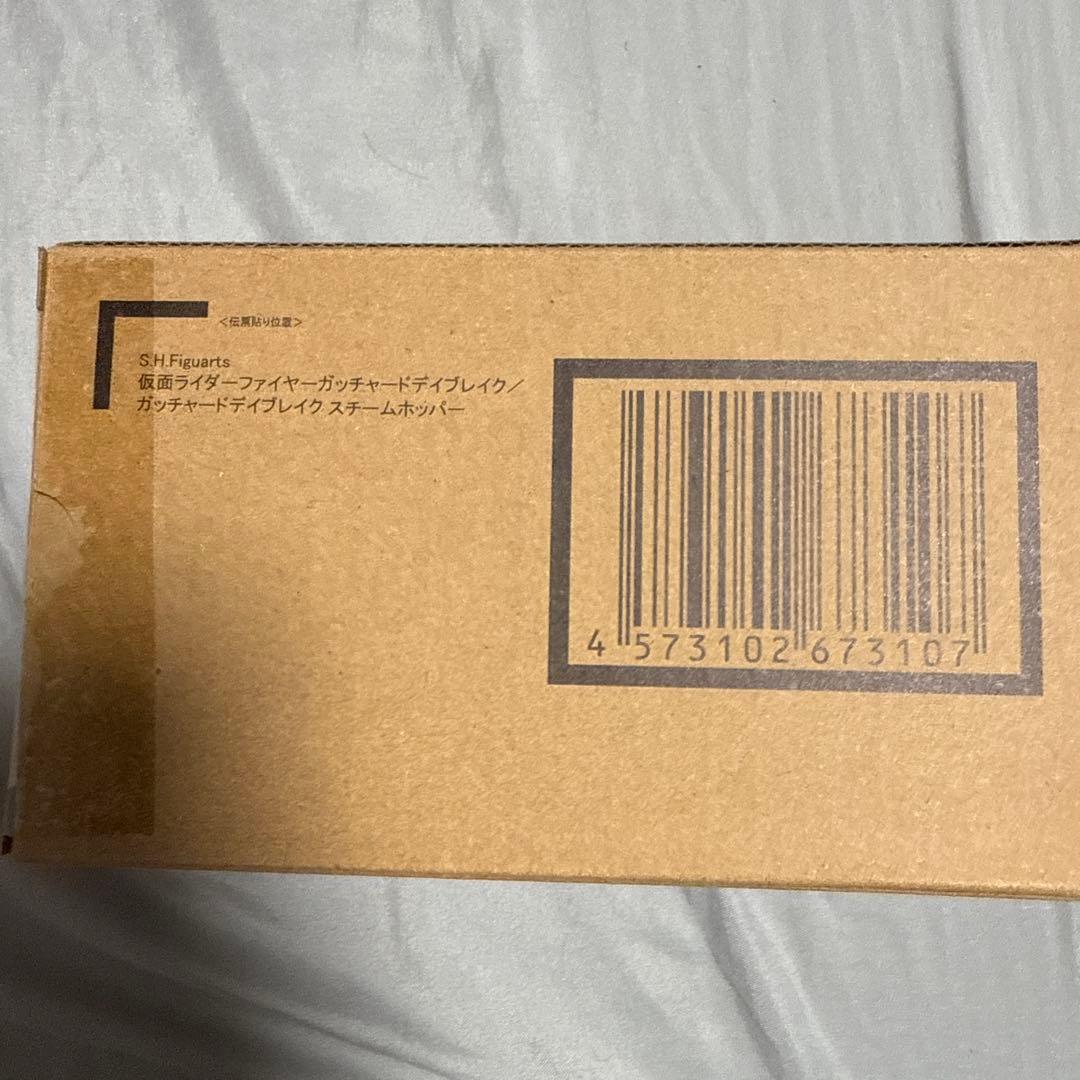 ＜伝票貼り位置＞
S.H.Figuarts
仮面ライダーファイヤーガッチャードデイブレイク／
ガッチャードデイブレイク スチームホッパー
4 573102 673107